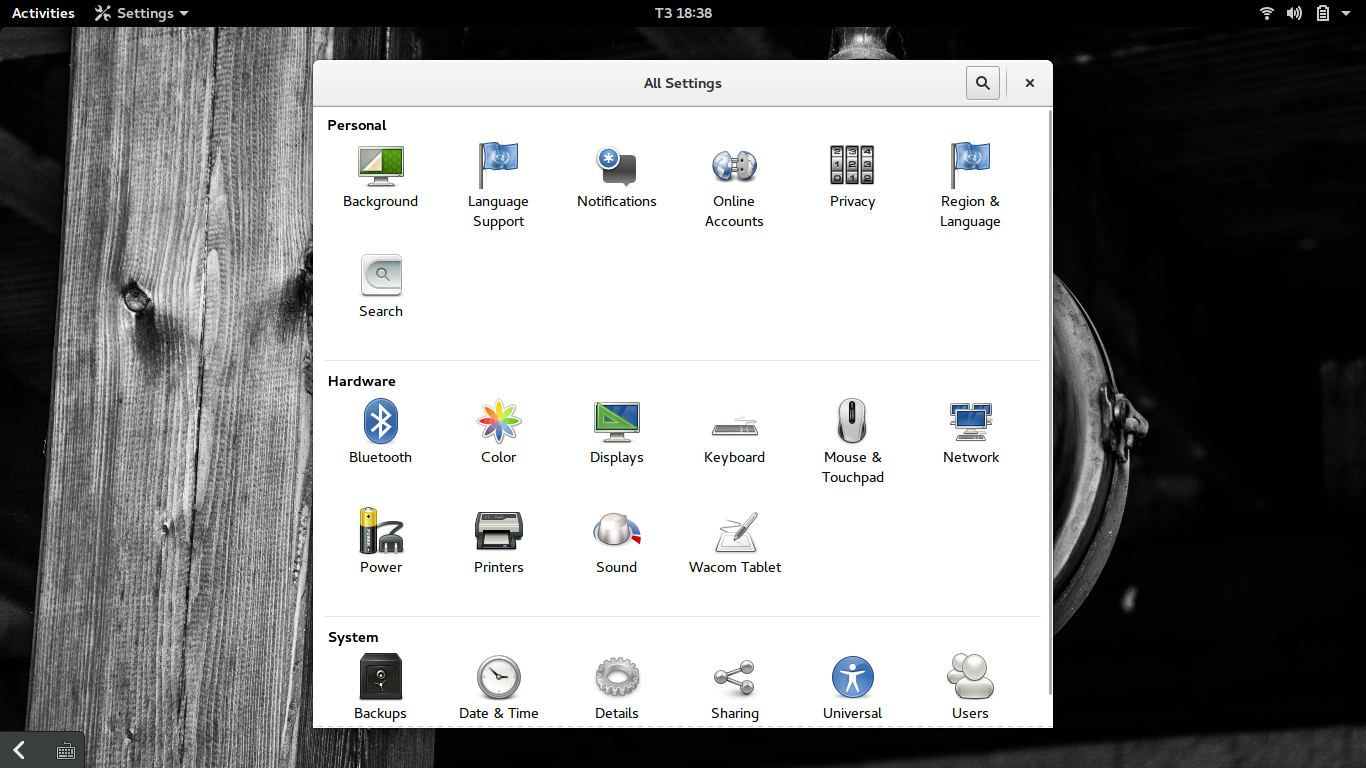 Activities
Settings
T3 18:38
All Settings
Personal
Background
Language
Support
Notifications
Online
Accounts
Privacy
Region &
Language
Search
Hardware
Bluetooth
Color
Displays
Keyboard
Mouse &
Touchpad
Network
Power
Printers
Sound
Wacom Tablet
System
Backups
Date & Time
Details
Sharing
Universal
Users